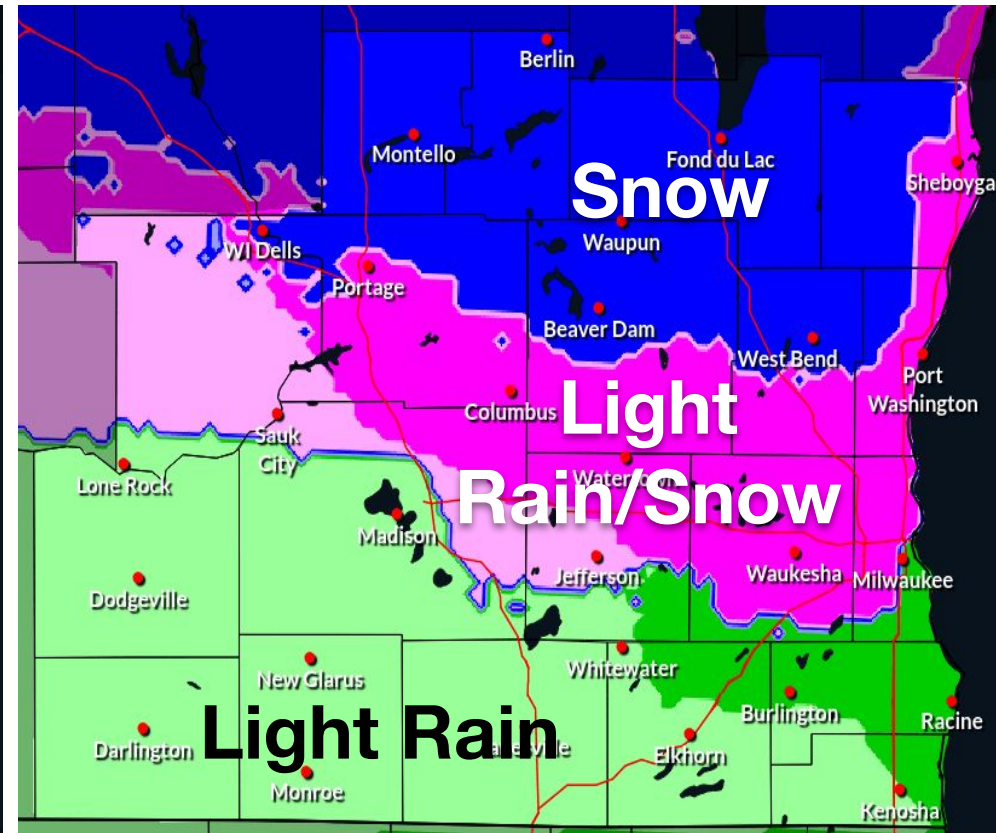 Berlin
Montello
Fond du Lac
Snow
Sheboyga
Waupun
WI Dells
Portage
Beaver Dam
West Bend
Port
Washington
Columbus
Light
Sauk
City
Lone Rock
Watertown
Rain/Snow
Madison
Jefferson
Waukesha
Milwaukee
Dodgeville
Whitewater
New Glarus
Burlington
Racine
Light Rain
Darlington
Elkhorn
Monroe
Kenosha